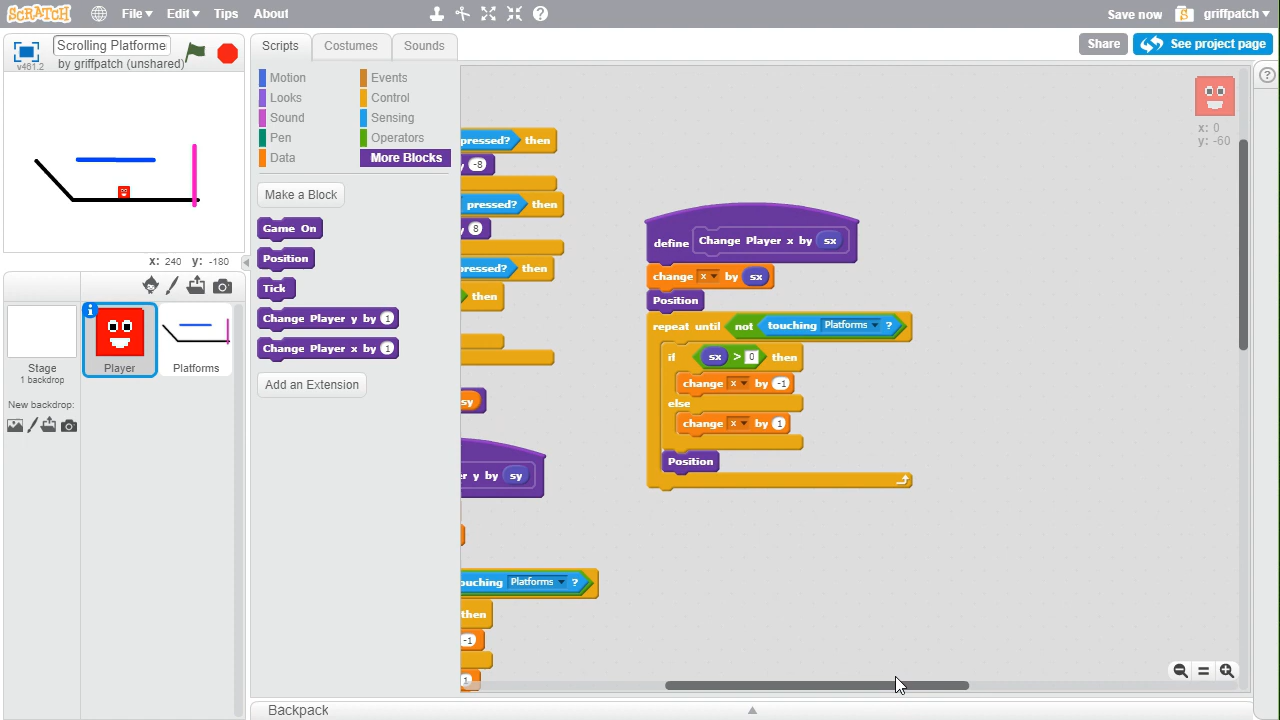 SCRATCH File▼ Edit▼ Tips About Save now griffpatch▼
Share See project page
v461.2 Scrolling Platforme
by griffpatch (unshared)
Scripts Costumes Sounds
Motion Events
Looks Control
Sound Sensing
Pen Operators
Data More Blocks
Make a Block
Game On
Position
Tick
Change Player y by 1
Change Player x by 1
Add an Extension
x: 240 y: -180
Stage
1 backdrop
New backdrop:
Player
Platforms
pressed? then
-8
pressed? then
8
pressed? then
then
sy
r y by sy
touching Platforms ?
then
-1
1
define Change Player x by sx
change x by sx
Position
repeat until not touching Platforms ?
if sx > 0 then
change x by -1
else
change x by 1
Position
x: 0
y: -60
Backpack